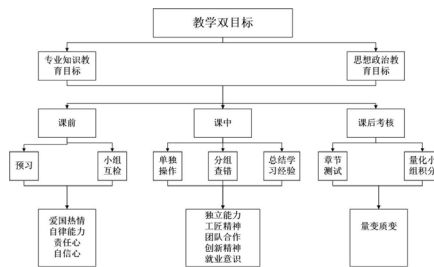 教学双目标
专业知识教
育目标
思想政治教
育目标
课前
课中
课后考核
预习
小组
互检
单独
操作
分组
查错
总结学
习经验
章节
测试
量化小
组积分
爱国热情
自律能力
责任心
自信心
独立能力
工匠精神
团队合作
创新精神
就业意识
量变质变